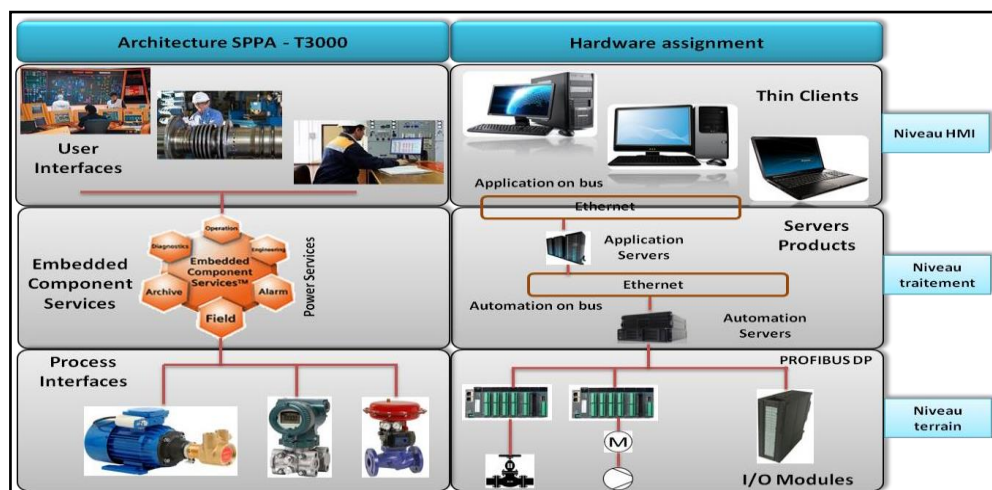 Architecture SPPA - T3000
Hardware assignment
User
Interfaces
Thin Clients
Niveau HMI
Application on bus
Ethernet
Embedded
Component
Services
Operation
Diagnostics
Engineering
Embedded
Component
Services™
Archive
Alarm
Field
Power Services
Servers
Products
Application
Servers
Ethernet
Automation on bus
Automation
Servers
Niveau
traitement
Process
Interfaces
PROFIBUS DP
M
I/O Modules
Niveau
terrain